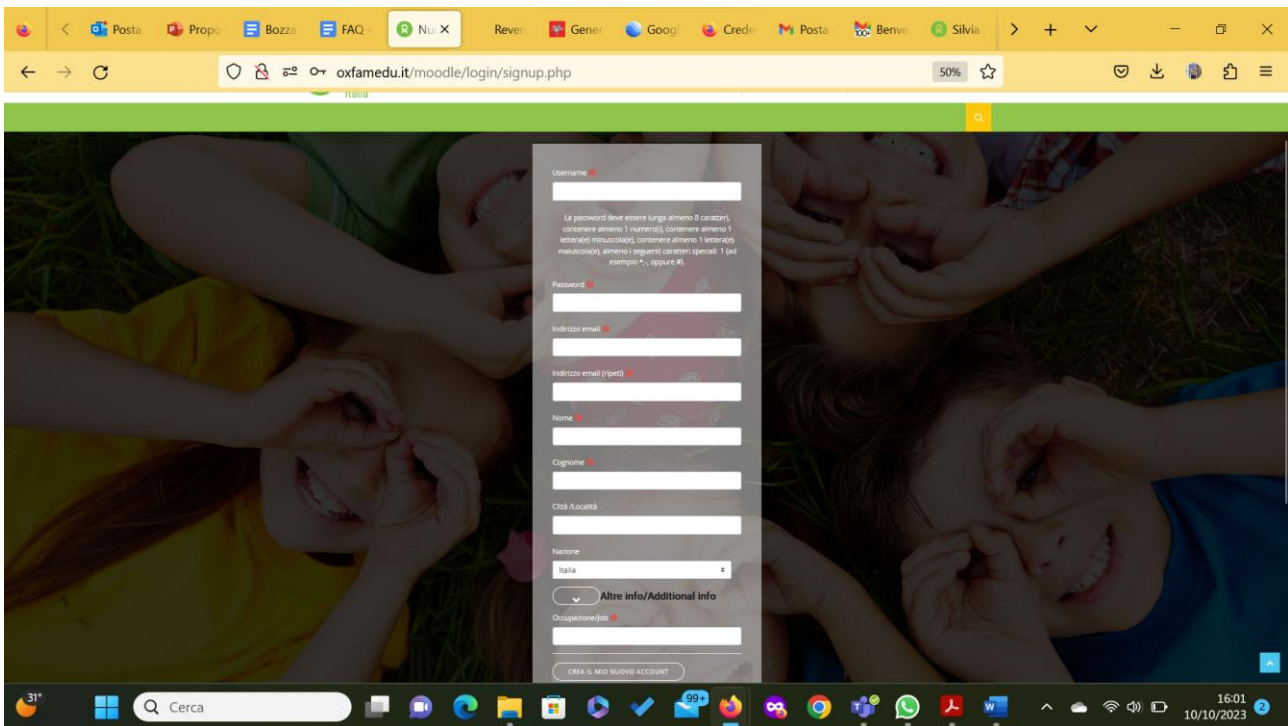 Posta
Propo
Bozza
FAQ -
Nuo
Rever
Gener
Googl
Crede
Posta
Benve
Silvia
oxfamedu.it/moodle/login/signup.php
50%
Italia
Username
La password deve essere lunga almeno 8 caratteri,
contenere almeno 1 numero(i), contenere almeno 1
lettera(e) minuscola(e), contenere almeno 1 lettera(e)
maiuscola(e), almeno i seguenti caratteri speciali: 1 (ad
esempio *,-, oppure #).
Password
Indirizzo email
Indirizzo email (ripeti)
Nome
Cognome
Città /Località
Nazione
Italia
Altre info/Additional info
Occupazione/Job
CREA IL MIO NUOVO ACCOUNT
31°
Cerca
99+
16:01
10/10/2023
2